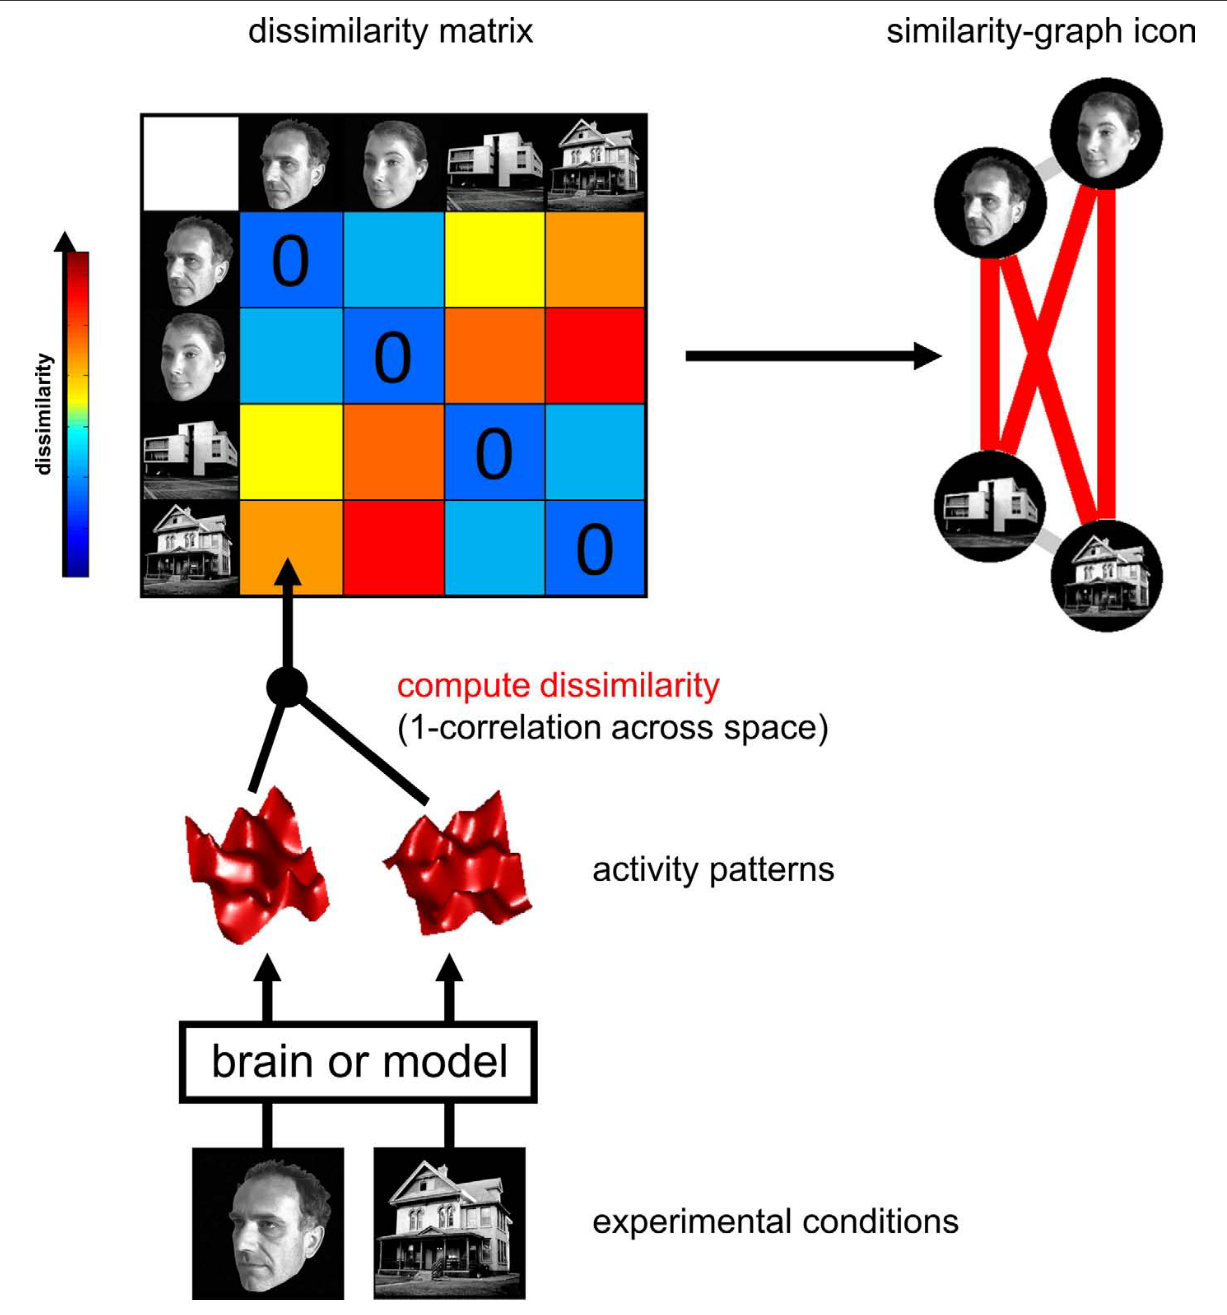 dissimilarity matrix
similarity-graph icon
dissimilarity
0
0
0
0
compute dissimilarity
(1-correlation across space)
activity patterns
brain or model
experimental conditions